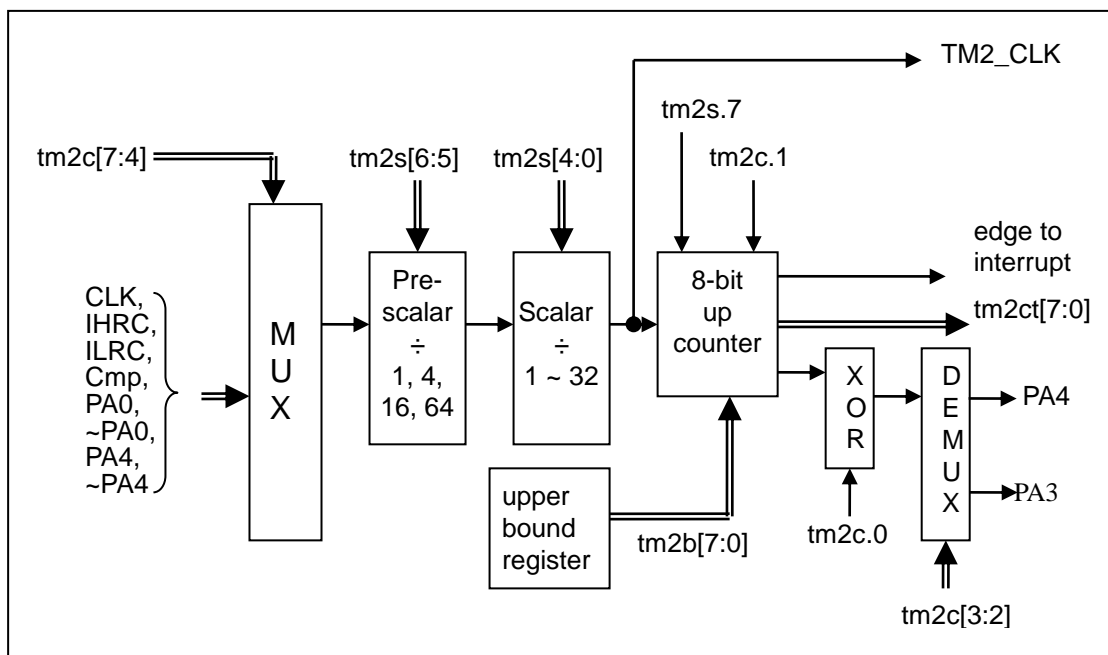 TM2_CLK
tm2s.7
tm2c[7:4]
tm2s[6:5]
tm2s[4:0]
tm2c.1
edge to
interrupt
tm2ct[7:0]
CLK,
IHRC,
ILRC,
Cmp,
PA0,
~PA0,
PA4,
~PA4
M
U
X
Pre-
scalar
÷
1, 4,
16, 64
Scalar
÷
1 ~ 32
8-bit
up
counter
X
O
R
D
E
M
U
X
PA4
PA3
upper
bound
register
tm2b[7:0]
tm2c.0
tm2c[3:2]